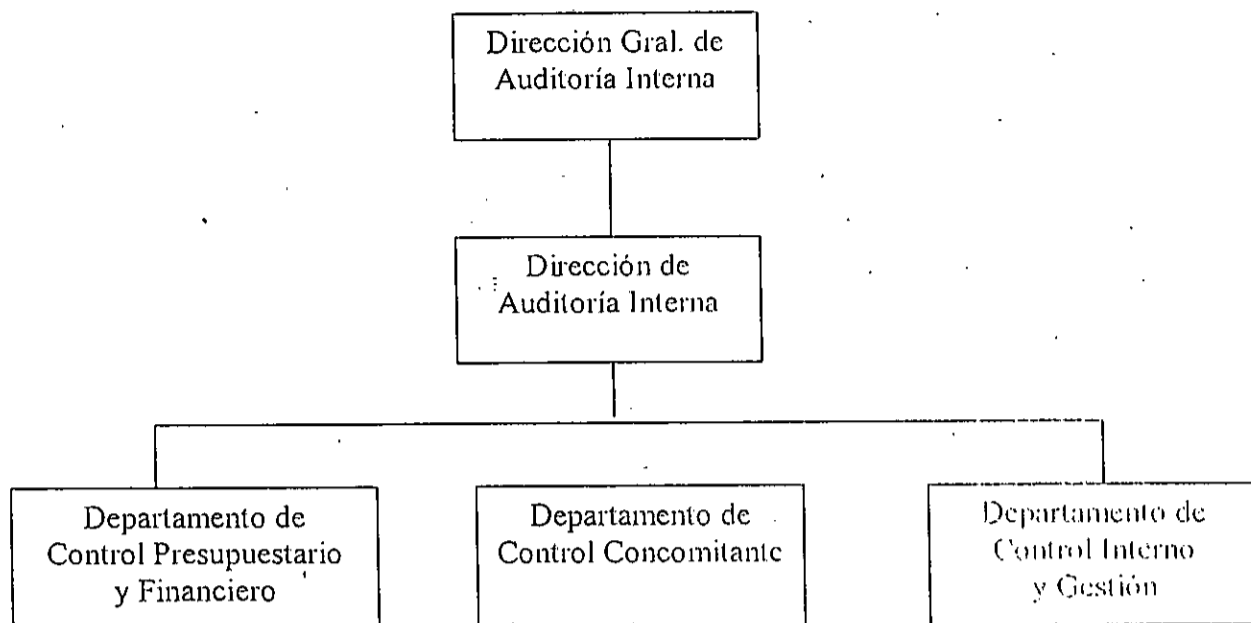 Dirección Gral. de
Auditoría Interna
Dirección de
Auditoría Interna
Departamento de
Control Presupuestario
y Financiero
Departamento de
Control Concomitante
Departamento de
Control Interno
y Gestión